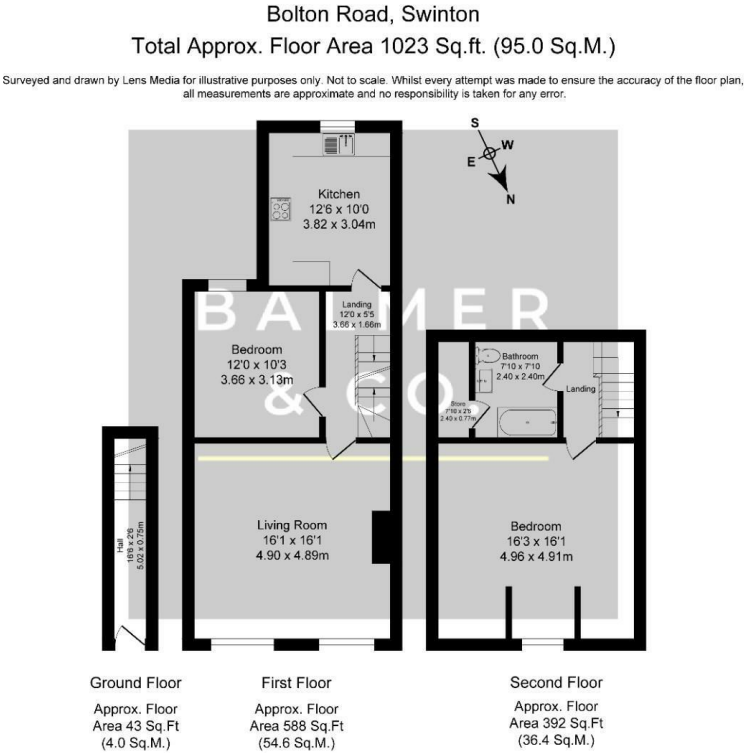 Bolton Road, Swinton
Total Approx. Floor Area 1023 Sq.ft. (95.0 Sq.M.)
Surveyed and drawn by Lens Media for illustrative purposes only. Not to scale. Whilst every attempt was made to ensure the accuracy of the floor plan,
all measurements are approximate and no responsibility is taken for any error.
S
W
E
N
Kitchen
12'6 x 10'0
3.82 x 3.04m
BALMER
& CO.
Landing
12'0 x 5'5
3.66 x 1.66m
Bedroom
12'0 x 10'3
3.66 x 3.13m
Bathroom
7'10 x 7'10
2.40 x 2.40m
Landing
Store
7'10 x 2'6
2.40 x 0.77m
Hall
16'6 x 2'6
5.02 x 0.75m
Living Room
16'1 x 16'1
4.90 x 4.89m
Bedroom
16'3 x 16'1
4.96 x 4.91m
Ground Floor
Approx. Floor
Area 43 Sq.Ft
(4.0 Sq.M.)
First Floor
Approx. Floor
Area 588 Sq.Ft
(54.6 Sq.M.)
Second Floor
Approx. Floor
Area 392 Sq.Ft
(36.4 Sq.M.)